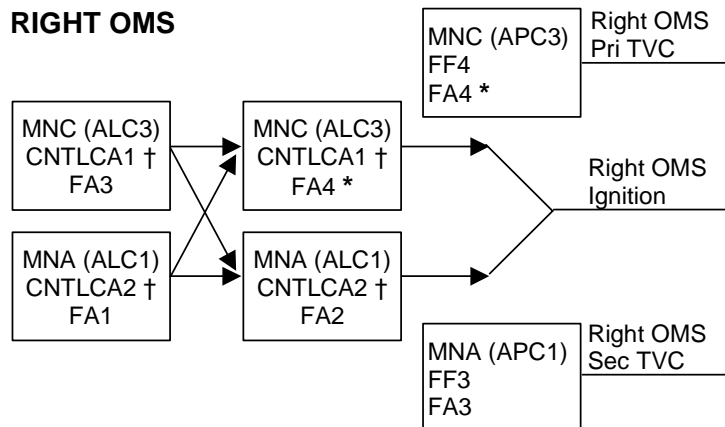 RIGHT OMS
MNC (APC3)
FF4
FA4 *
Right OMS
Pri TVC
MNC (ALC3)
CNTLCA1 †
FA3
MNC (ALC3)
CNTLCA1 †
FA4 *
Right OMS
Ignition
MNA (ALC1)
CNTLCA2 †
FA1
MNA (ALC1)
CNTLCA2 †
FA2
MNA (APC1)
FF3
FA3
Right OMS
Sec TVC